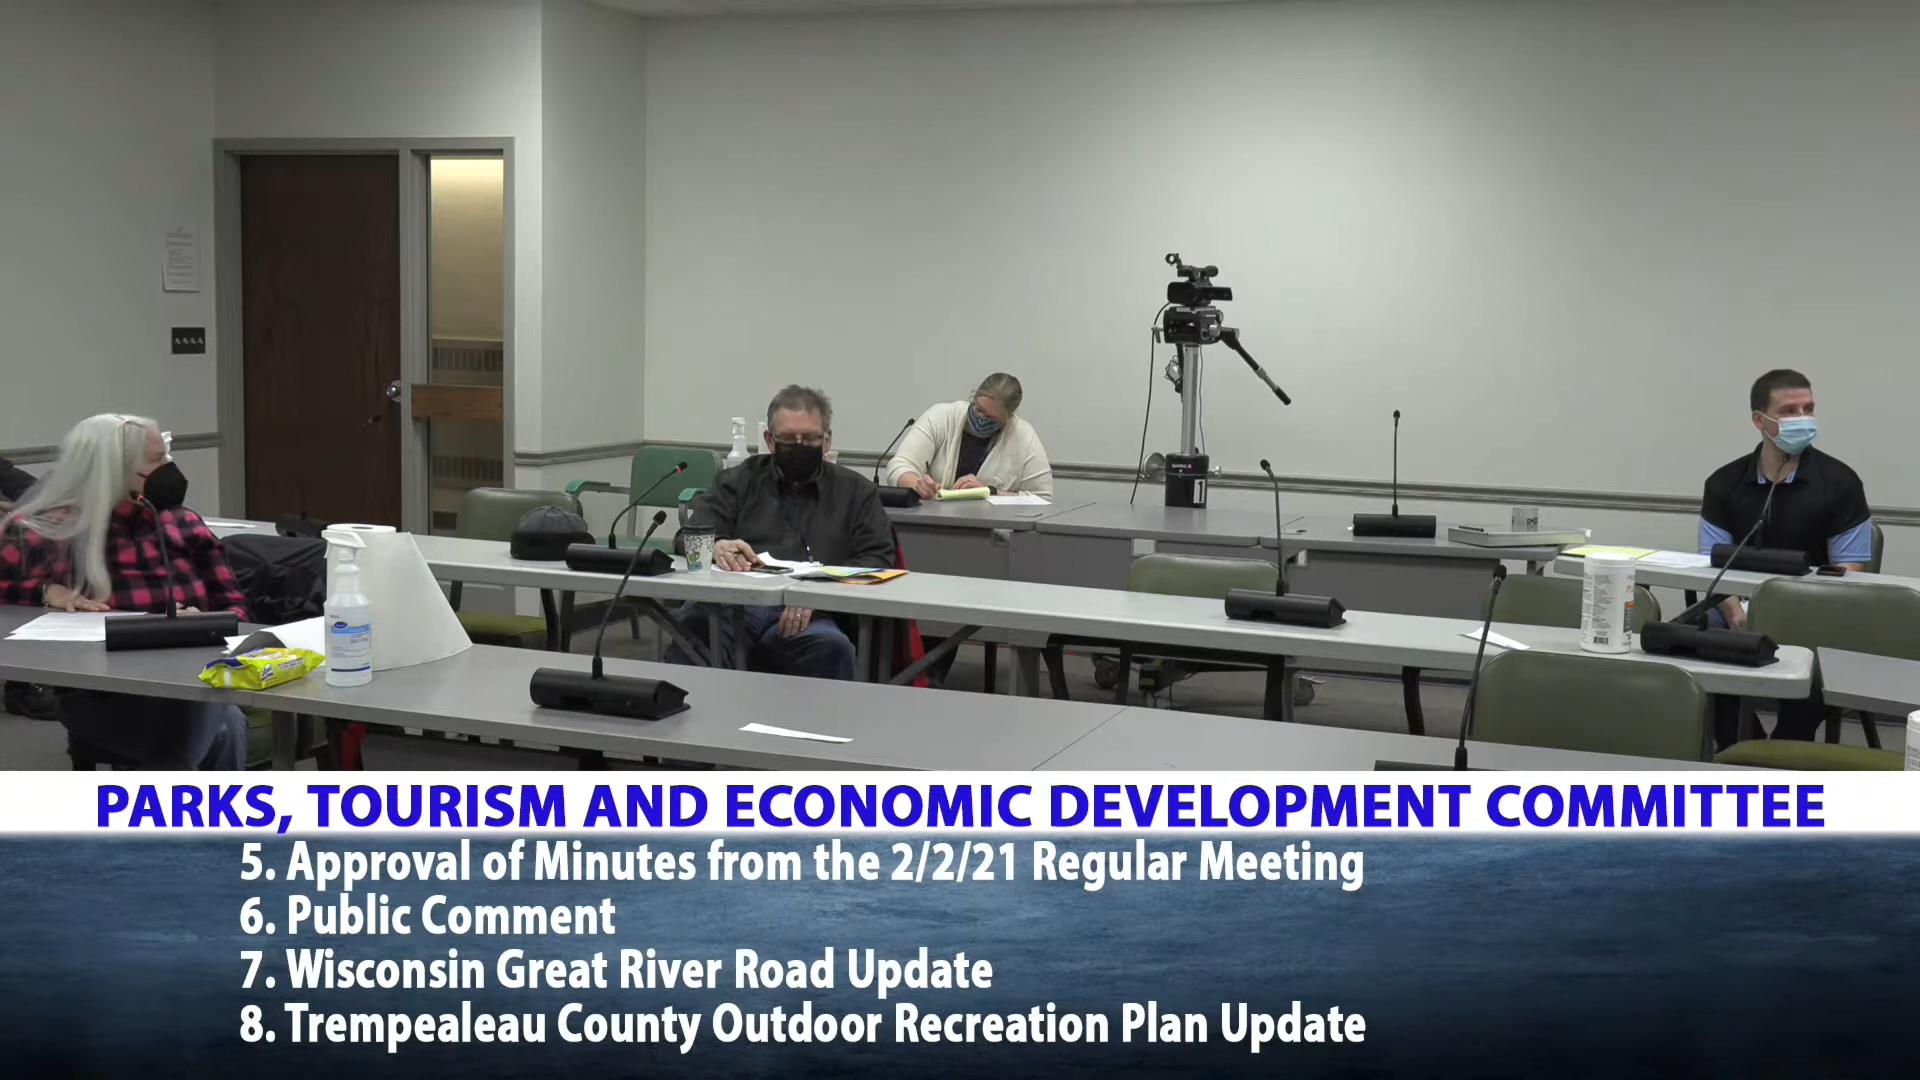 1
PARKS, TOURISM AND ECONOMIC DEVELOPMENT COMMITTEE
5. Approval of Minutes from the 2/2/21 Regular Meeting
6. Public Comment
7. Wisconsin Great River Road Update
8. Trempealeau County Outdoor Recreation Plan Update